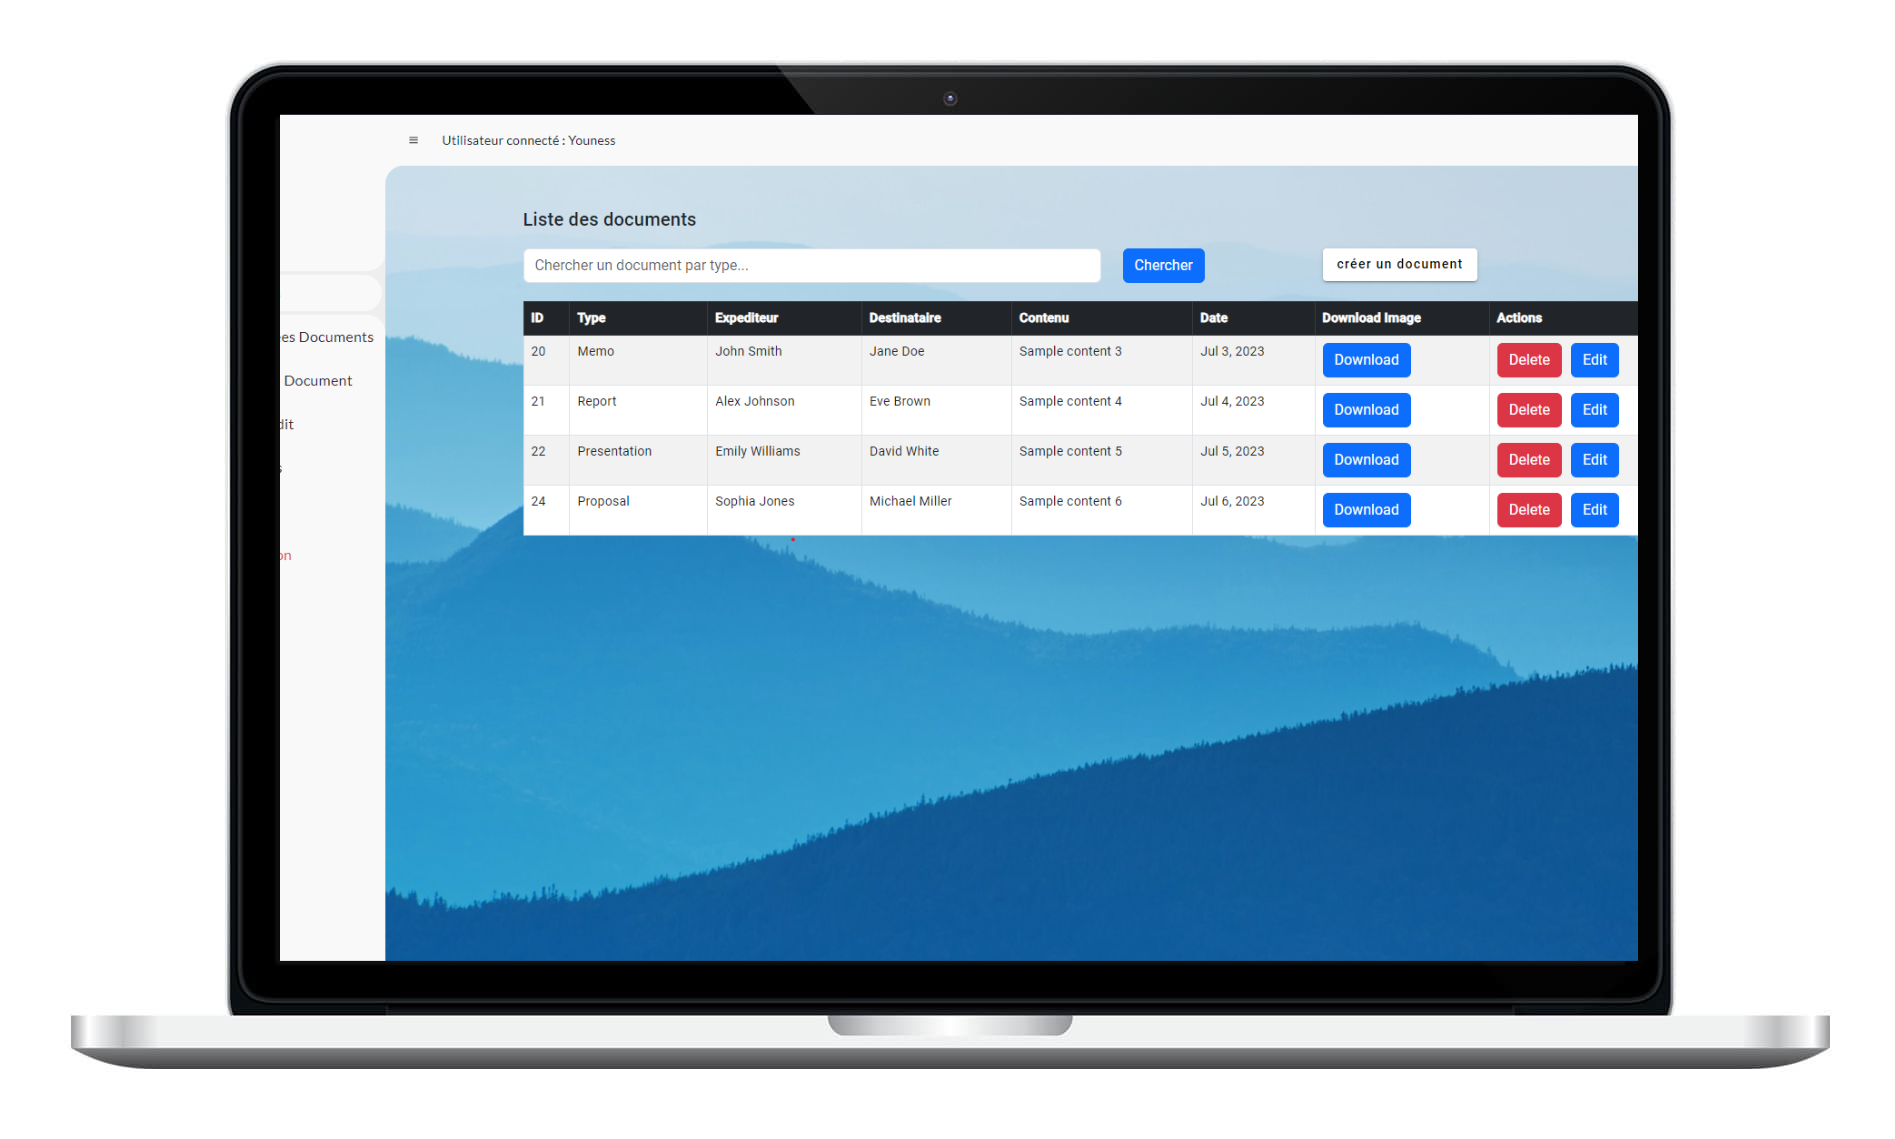 ≡ Utilisateur connecté : Youness
Liste des documents
Chercher un document par type...
Chercher
créer un document
ID Type Expediteur Destinataire Contenu Date Download Image Actions
20 Memo John Smith Jane Doe Sample content 3 Jul 3, 2023 Download Delete Edit
21 Report Alex Johnson Eve Brown Sample content 4 Jul 4, 2023 Download Delete Edit
22 Presentation Emily Williams David White Sample content 5 Jul 5, 2023 Download Delete Edit
24 Proposal Sophia Jones Michael Miller Sample content 6 Jul 6, 2023 Download Delete Edit
Documents
Document